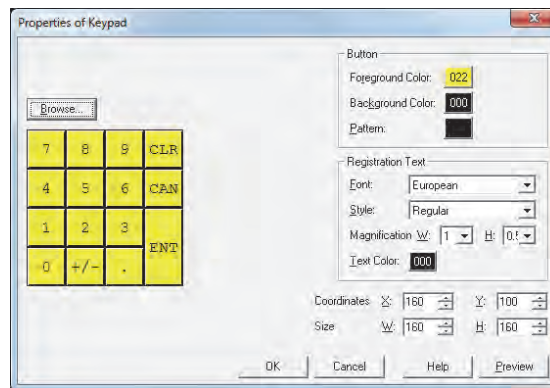 Properties of Keypad
Browse...
7 8 9 CLR
4 5 6 CAN
1 2 3
ENT
0 +/- .
Button
Foreground Color: 022
Background Color: 000
Pattern:
Registration Text
Font: European
Style: Regular
Magnification W: 1 H: 0.5
Text Color: 000
Coordinates X: 160 Y: 100
Size W: 160 H: 160
OK Cancel Help Preview